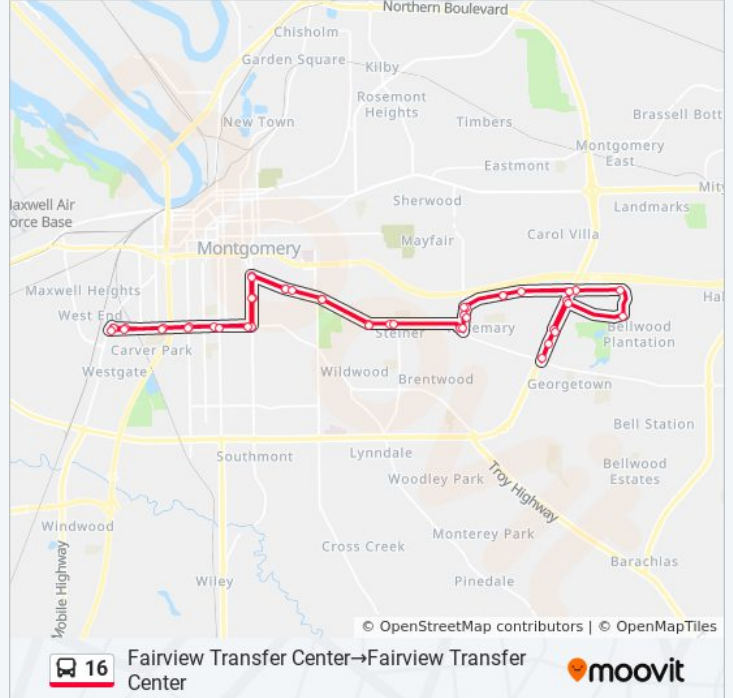 Northern Boulevard
Chisholm
Garden Square
Kilby
Rosemont
Heights
New Town
Timbers
Brassell Bott
Montgomery
East
Eastmont
Mity
Sherwood
Landmarks
laxwell Air
orce Base
Mayfair
Carol Villa
Montgomery
Maxwell Heights
Hal
West End
Steiner
emary
Bellwood
Plantation
Carver Park
Westgate
Wildwood
Brentwood
Georgetown
Bell Station
Southmont
Lynndale
Woodley Park
Troy Highway
Bellwood
Estates
Windwood
Monterey Park
Cross Creek
Barachias
Mobile Highway
Wiley
Pinedale
© OpenStreetMap contributors | © OpenMapTiles
16
Fairview Transfer Center→Fairview Transfer
Center
moovit